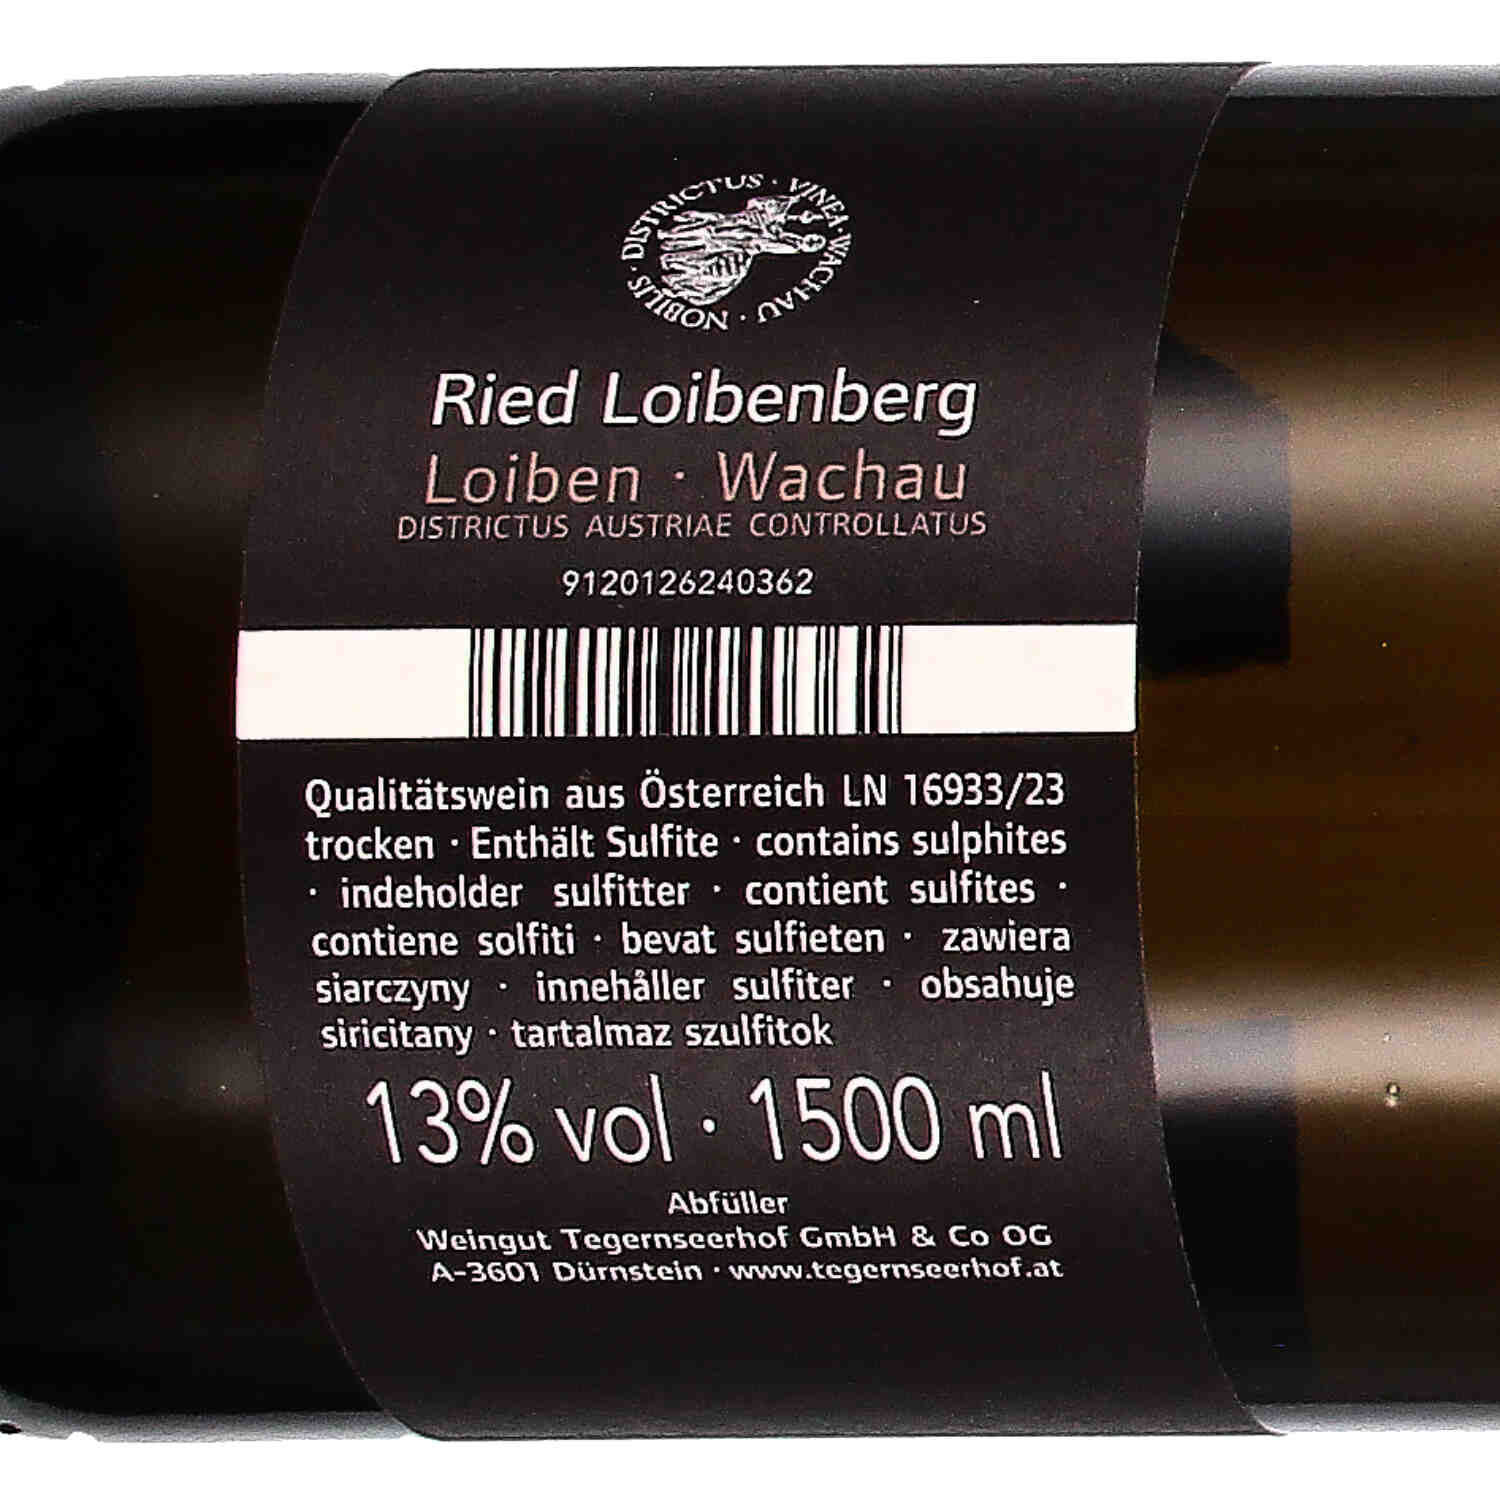 NOBILIS · DISTRICTUS · VINEA · WACHAU ·
Ried Loibenberg
Loiben · Wachau
DISTRICTUS AUSTRIAE CONTROLLATUS
9120126240362
Qualitätswein aus Österreich LN 16933/23
trocken · Enthält Sulfite · contains sulphites
· indeholder sulfitter · contient sulfites ·
contiene solfiti · bevat sulfieten · zawiera
siarczyny · innehåller sulfiter · obsahuje
siricitany · tartalmaz szulfitok
13% vol · 1500 ml
Abfüller
Weingut Tegernseerhof GmbH & Co OG
A-3601 Dürnstein · www.tegernseerhof.at